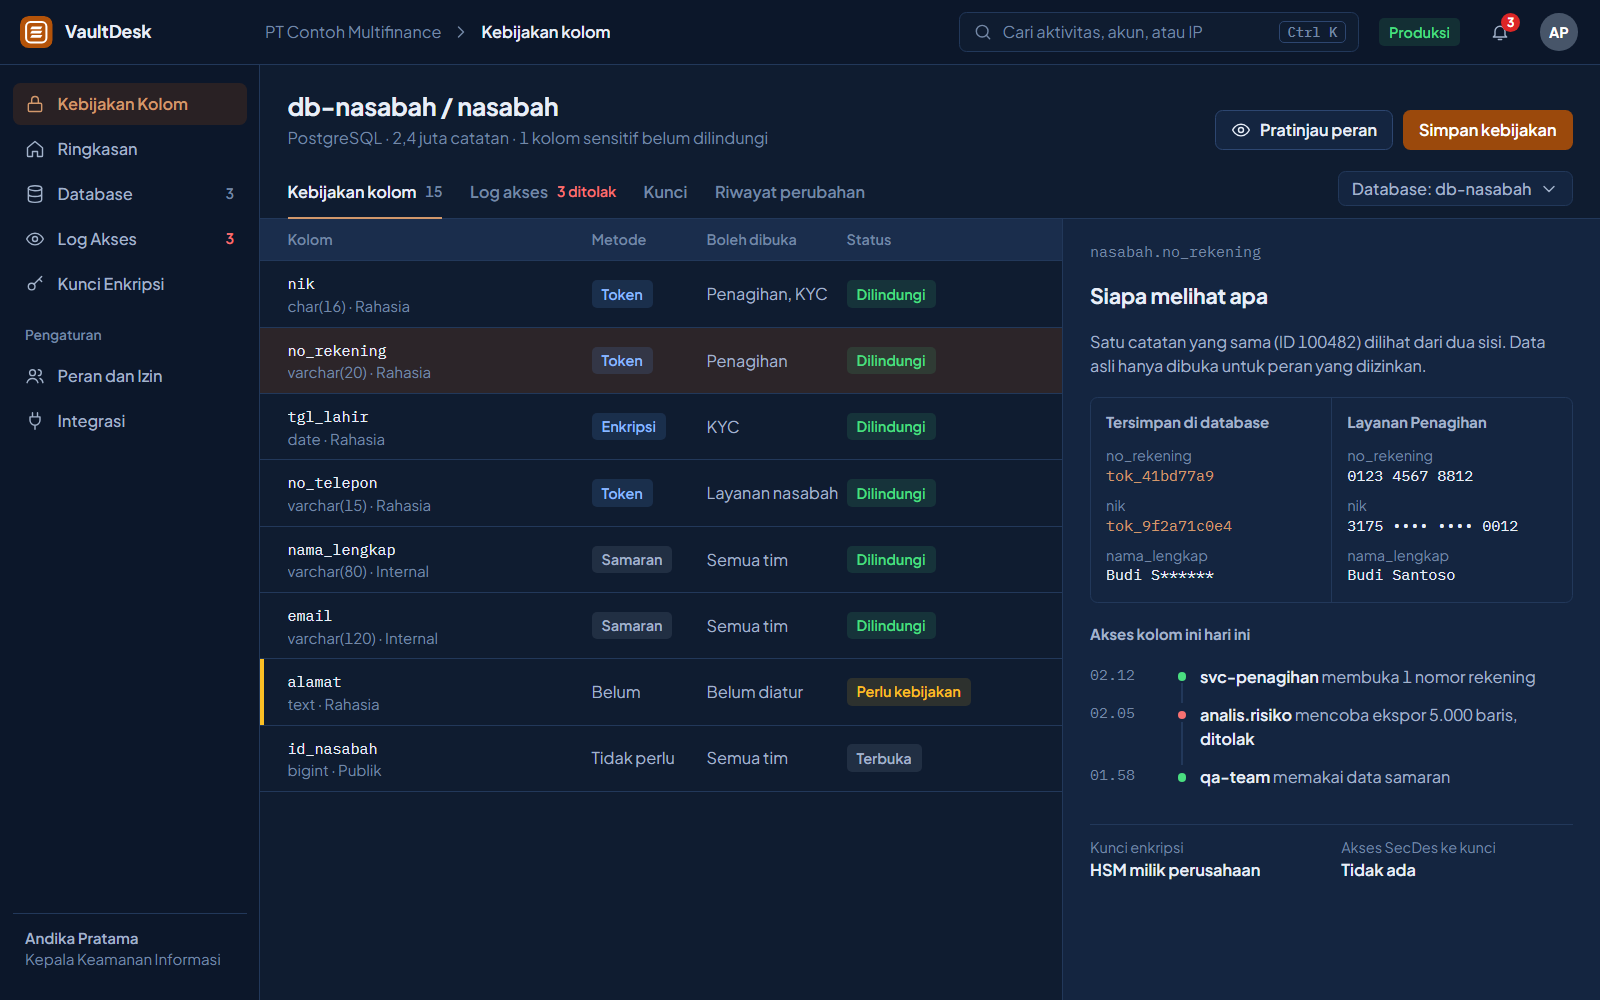 VaultDesk
PT Contoh Multifinance
Kebijakan kolom
Cari aktivitas, akun, atau IP
Ctrl K
Produksi
3
AP
Kebijakan Kolom
Ringkasan
Database 3
Log Akses 3
Kunci Enkripsi
Pengaturan
Peran dan Izin
Integrasi
Andika Pratama
Kepala Keamanan Informasi
db-nasabah / nasabah
PostgreSQL · 2,4 juta catatan · 1 kolom sensitif belum dilindungi
Pratinjau peran
Simpan kebijakan
Kebijakan kolom 15
Log akses 3 ditolak
Kunci
Riwayat perubahan
Database: db-nasabah
Kolom Metode Boleh dibuka Status
nik
char(16) · Rahasia
Token
Penagihan, KYC
Dilindungi
no_rekening
varchar(20) · Rahasia
Token
Penagihan
Dilindungi
tgl_lahir
date · Rahasia
Enkripsi
KYC
Dilindungi
no_telepon
varchar(15) · Rahasia
Token
Layanan nasabah
Dilindungi
nama_lengkap
varchar(80) · Internal
Samaran
Semua tim
Dilindungi
email
varchar(120) · Internal
Samaran
Semua tim
Dilindungi
alamat
text · Rahasia
Belum
Belum diatur
Perlu kebijakan
id_nasabah
bigint · Publik
Tidak perlu
Semua tim
Terbuka
nasabah.no_rekening
Siapa melihat apa
Satu catatan yang sama (ID 100482) dilihat dari dua sisi. Data
asli hanya dibuka untuk peran yang diizinkan.
Tersimpan di database
no_rekening
tok_41bd77a9
nik
tok_9f2a71c0e4
nama_lengkap
Budi S******
Layanan Penagihan
no_rekening
0123 4567 8812
nik
3175 •••• •••• 0012
nama_lengkap
Budi Santoso
Akses kolom ini hari ini
02.12 svc-penagihan membuka 1 nomor rekening
02.05 analis.risiko mencoba ekspor 5.000 baris,
ditolak
01.58 qa-team memakai data samaran
Kunci enkripsi
HSM milik perusahaan
Akses SecDes ke kunci
Tidak ada